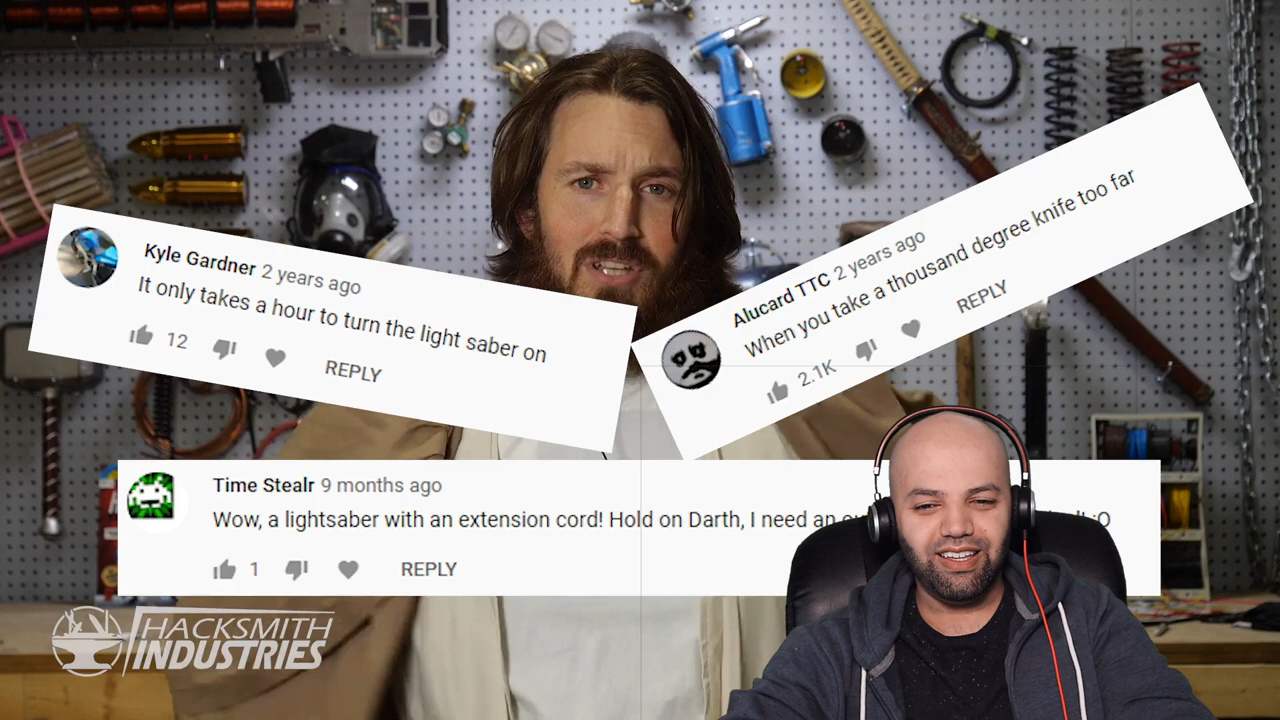 Kyle Gardner 2 years ago
It only takes a hour to turn the light saber on
12 REPLY
Alucard TTC 2 years ago
When you take a thousand degree knife too far
2.1K REPLY
Time Stealr 9 months ago
Wow, a lightsaber with an extension cord! Hold on Darth, I need an
1 REPLY
HACKSMITH
INDUSTRIES